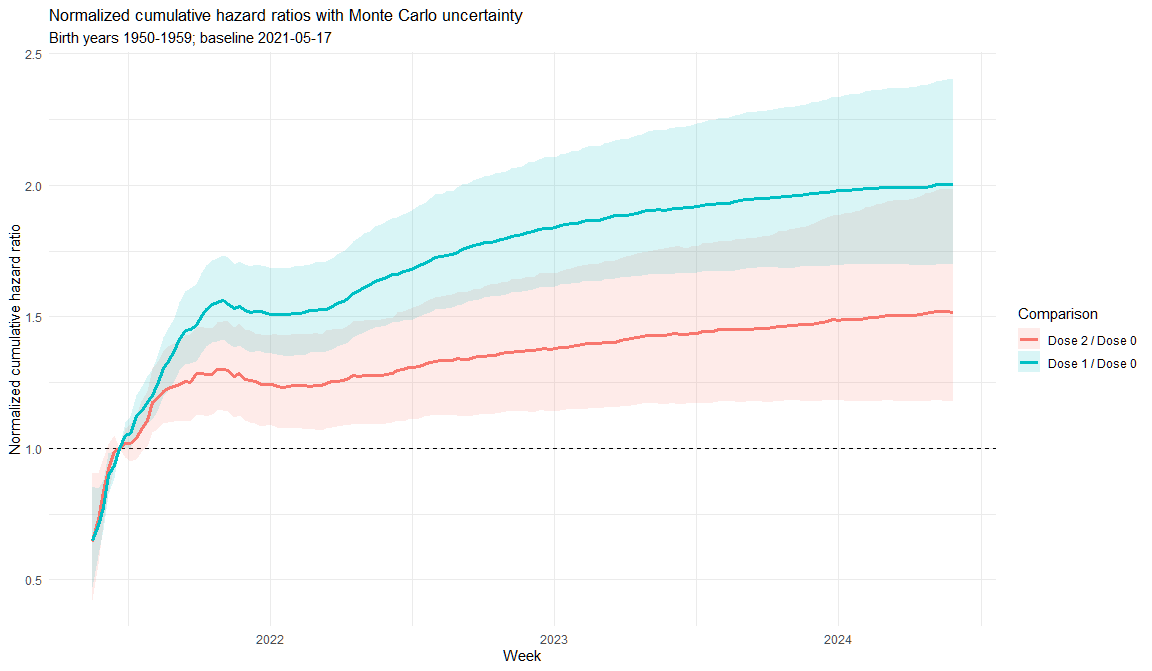 Normalized cumulative hazard ratios with Monte Carlo uncertainty
Birth years 1950-1959; baseline 2021-05-17
2.5
2.0
1.5
1.0
0.5
Normalized cumulative hazard ratio
2022
2023
2024
Week
Comparison
Dose 2 / Dose 0
Dose 1 / Dose 0